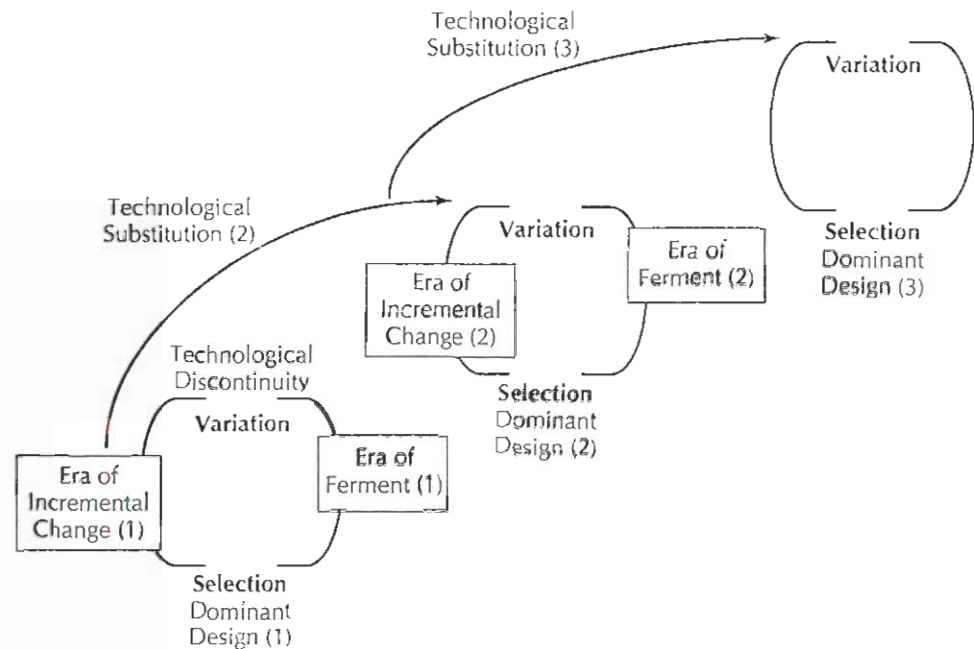 Technological
Substitution (3)
Variation
Selection
Dominant
Design (3)
Technological
Substitution (2)
Variation
Era of
Incremental
Change (2)
Era of
Ferment (2)
Selection
Dominant
Design (2)
Technological
Discontinuity
Variation
Era of
Incremental
Change (1)
Era of
Ferment (1)
Selection
Dominant
Design (1)